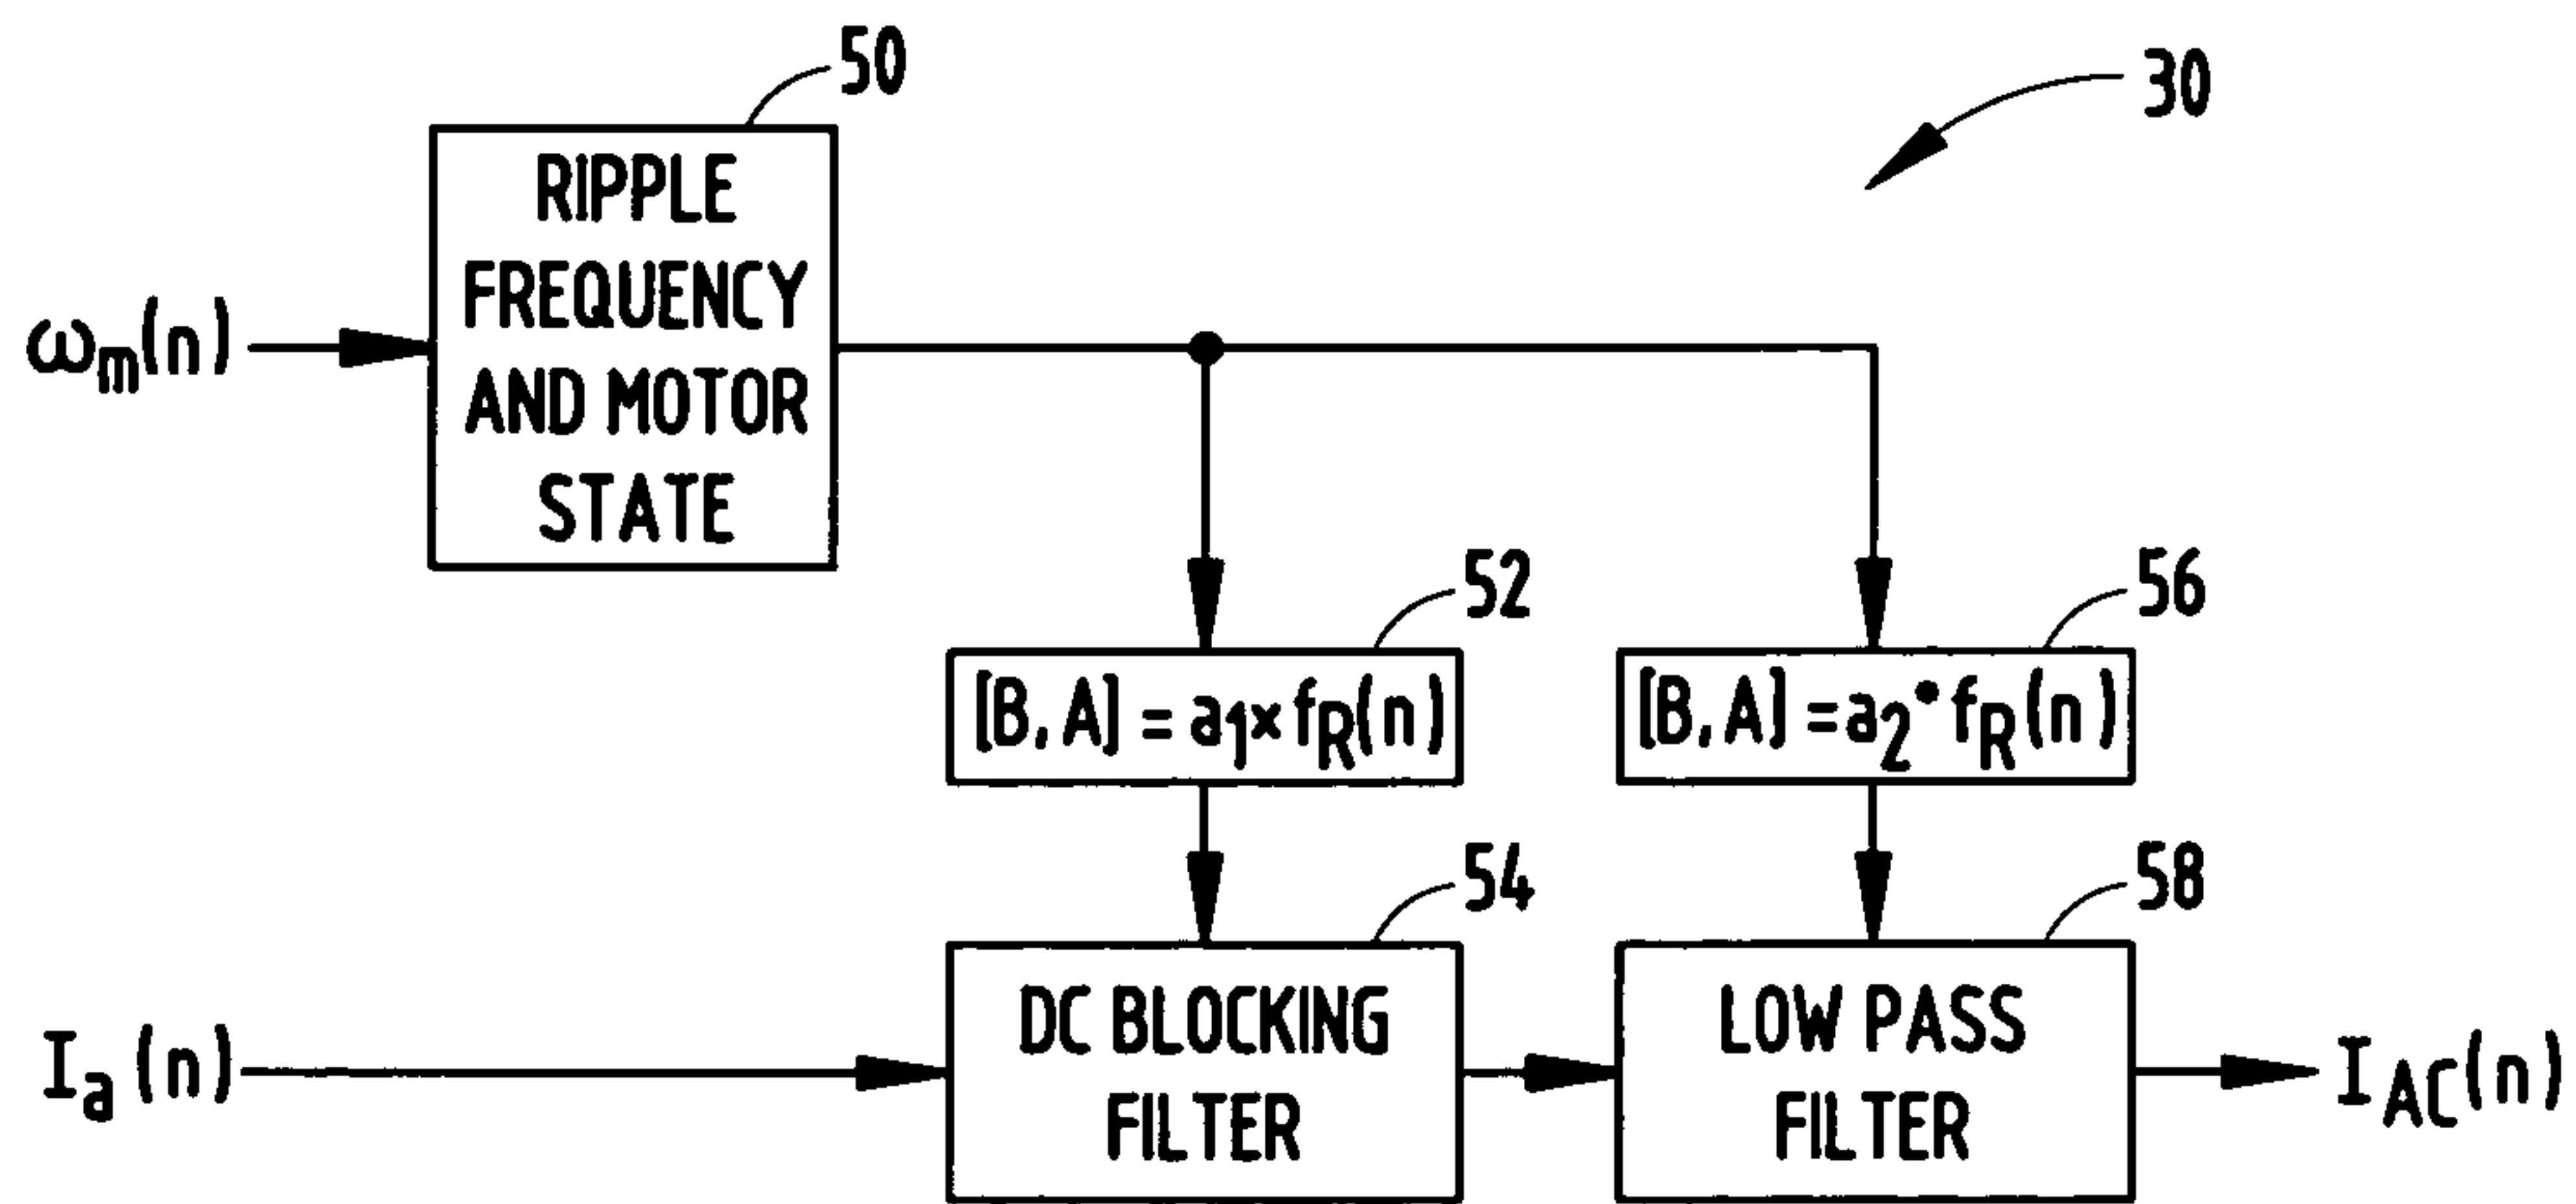 50
30
RIPPLE
FREQUENCY
AND MOTOR
STATE
ωm(n)
52
56
[B, A] = a1× fR(n)
[B, A] = a2• fR(n)
54
58
DC BLOCKING
FILTER
LOW PASS
FILTER
Ia(n)
IAC(n)